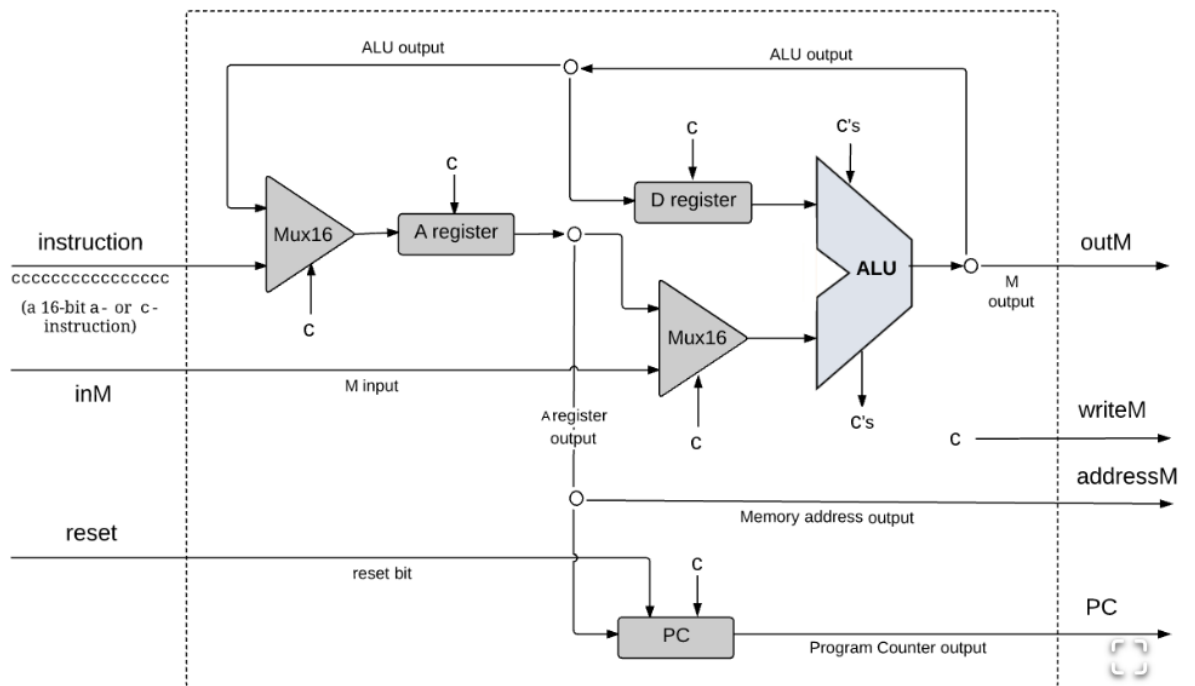 ALU output
ALU output
C
C's
C
D register
Mux16
A register
instruction
cccccccccccccccc
(a 16-bit a- or c-
instruction)
C
ALU
outM
M
output
Mux16
inM
M input
A register
output
C
C's
writeM
C
addressM
Memory address output
reset
reset bit
C
PC
PC
Program Counter output